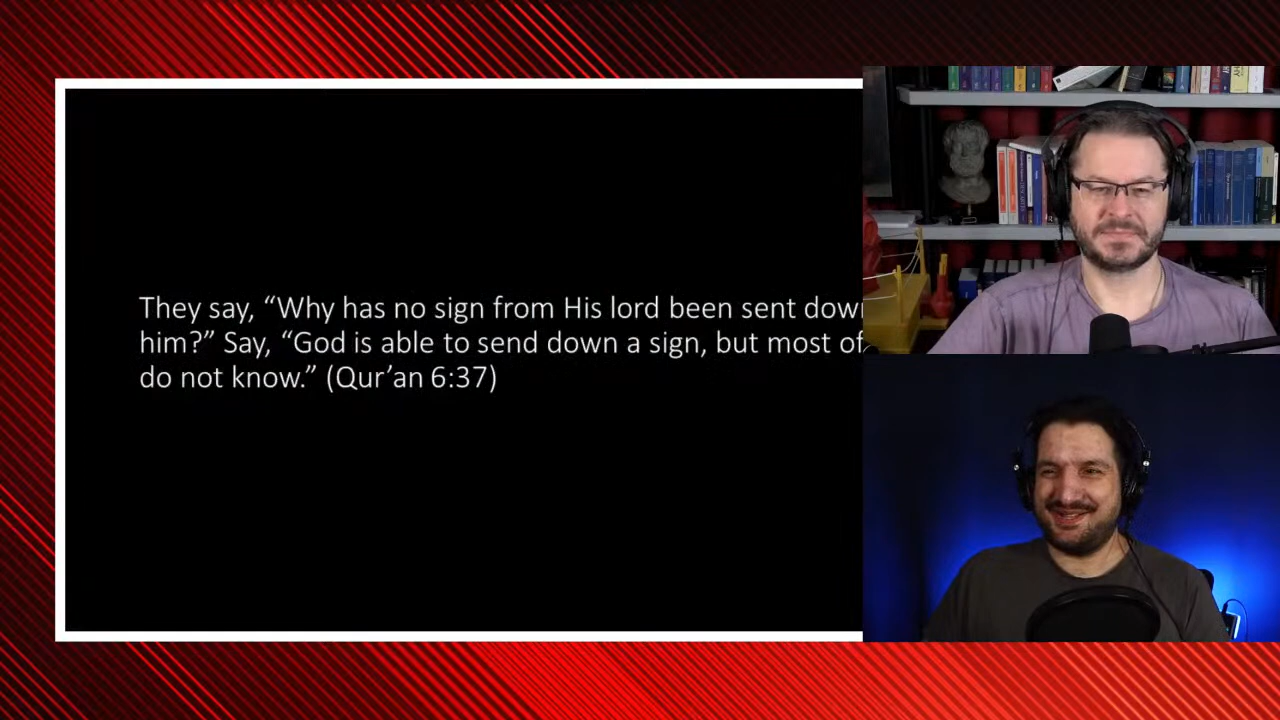 They say, “Why has no sign from His lord been sent down
him?” Say, “God is able to send down a sign, but most of
do not know.” (Qur’an 6:37)